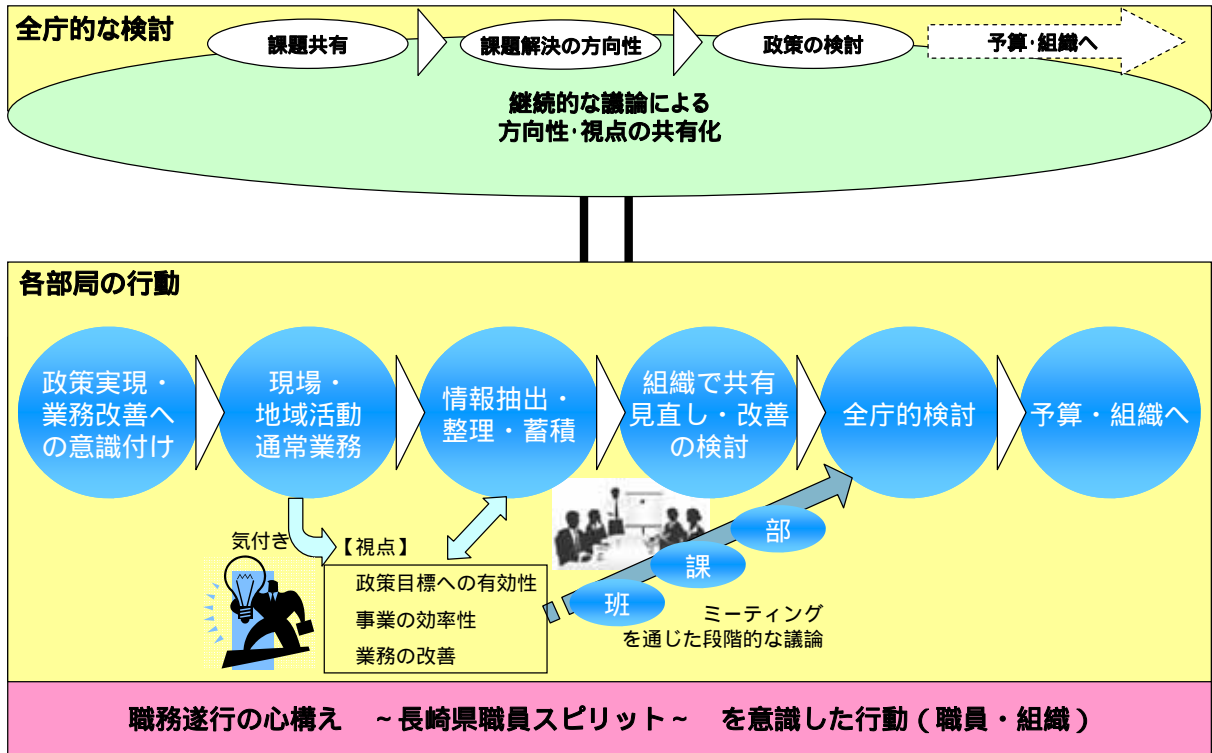 全庁的な検討
課題共有
課題解決の方向性
政策の検討
予算・組織へ
継続的な議論による
方向性・視点の共有化
各部局の行動
政策実現・
業務改善へ
の意識付け
現場・
地域活動
通常業務
情報抽出・
整理・蓄積
組織で共有
見直し・改善
の検討
全庁的検討
予算・組織へ
気付き
【視点】
政策目標への有効性
事業の効率性
業務の改善
班
課
部
ミーティング
を通じた段階的な議論
職務遂行の心構え ~長崎県職員スピリット~ を意識した行動(職員・組織)